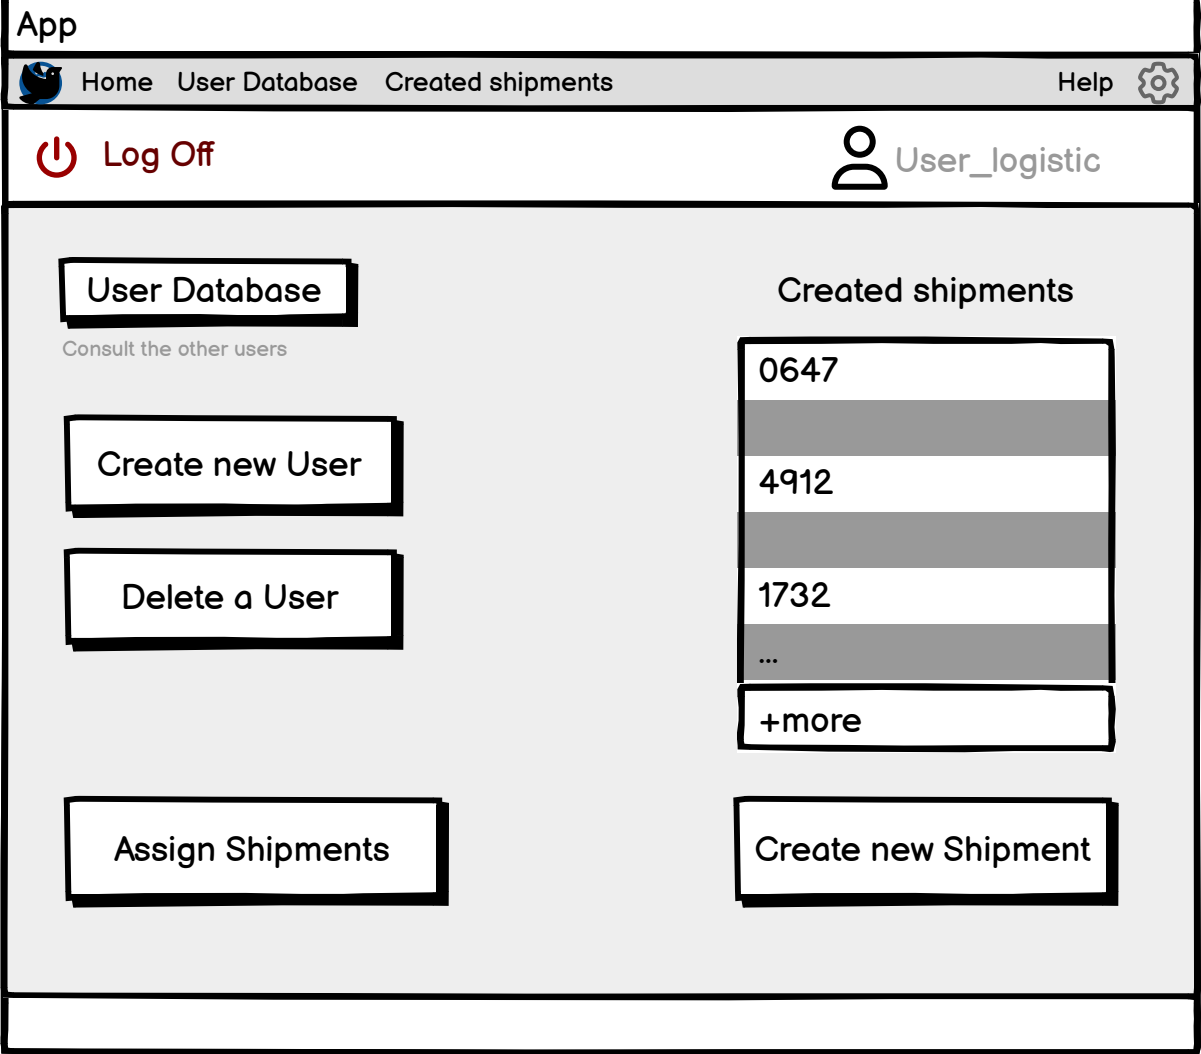 App
Home User Database Created shipments Help
Log Off User_logistic
User Database
Consult the other users
Create new User
Delete a User
Assign Shipments
Created shipments
0647
4912
1732
...
+more
Create new Shipment